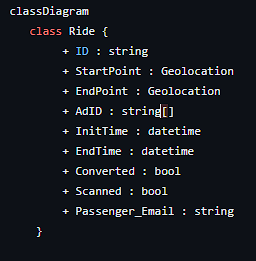 classDiagram
class Ride {
+ ID : string
+ StartPoint : Geolocation
+ EndPoint : Geolocation
+ AdID : string[]
+ InitTime : datetime
+ EndTime : datetime
+ Converted : bool
+ Scanned : bool
+ Passenger_Email : string
}